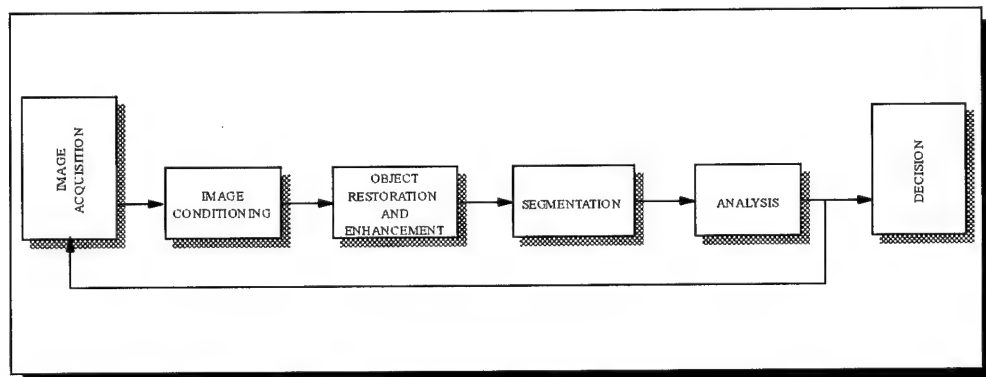 IMAGE
ACQUISITION
IMAGE
CONDITIONING
OBJECT
RESTORATION
AND
ENHANCEMENT
SEGMENTATION
ANALYSIS
DECISION